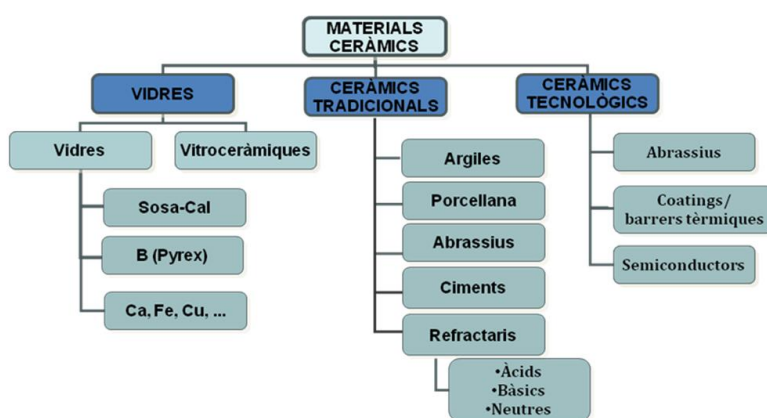 MATERIALS
CERÀMICS
VIDRES
CERÀMICS
TRADICIONALS
CERÀMICS
TECNOLÒGICS
Vidres
Vitroceràmiques
Sosa-Cal
B (Pyrex)
Ca, Fe, Cu, ...
Argiles
Porcellana
Abrassius
Ciments
Refractaris
•Àcids
•Bàsics
•Neutres
Abrassius
Coatings/
barrers tèrmiques
Semiconductors